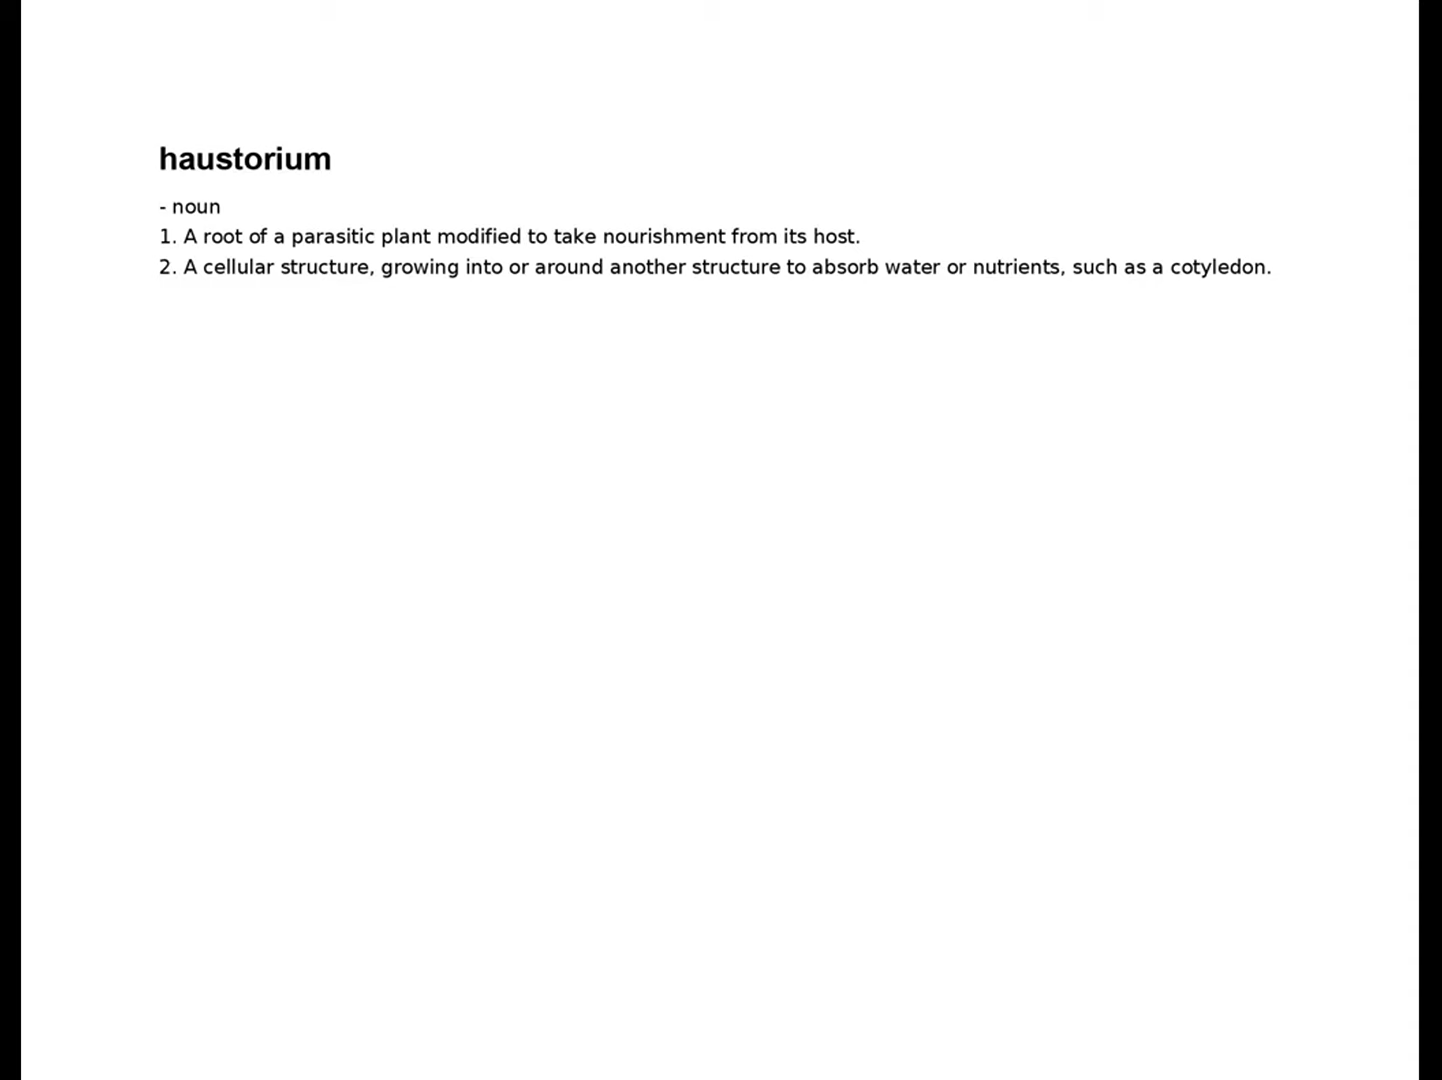 haustorium
- noun
1. A root of a parasitic plant modified to take nourishment from its host.
2. A cellular structure, growing into or around another structure to absorb water or nutrients, such as a cotyledon.